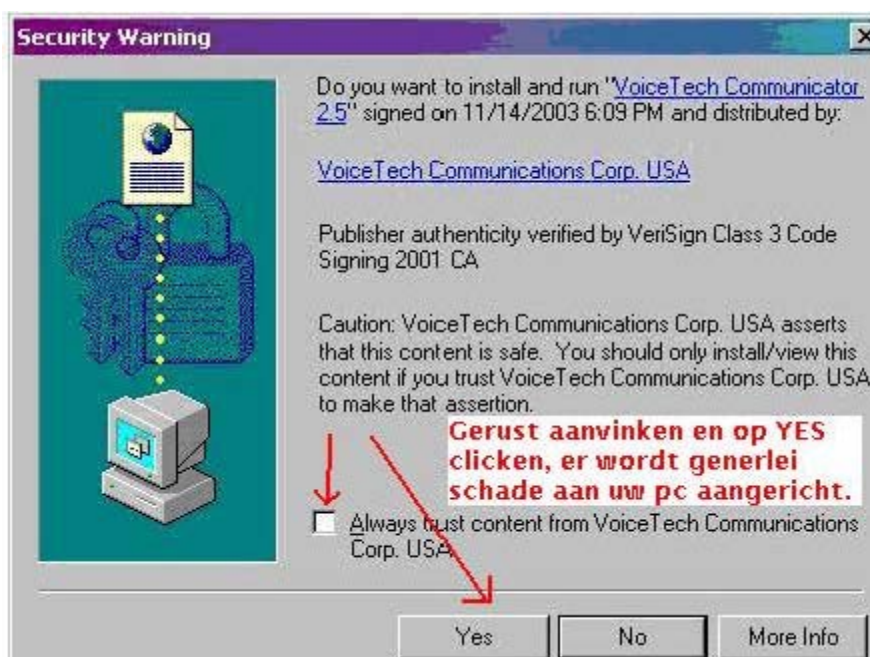 Security Warning
Do you want to install and run "VoiceTech Communicator
2.5" signed on 11/14/2003 6:09 PM and distributed by:
VoiceTech Communications Corp. USA
Publisher authenticity verified by VeriSign Class 3 Code
Signing 2001 CA
Caution: VoiceTech Communications Corp. USA asserts
that this content is safe. You should only install/view this
content if you trust VoiceTech Communications Corp. USA
to make that assertion.
Gerust aanvinken en op YES
clicken, er wordt generlei
schade aan uw pc aangericht.
Always trust content from VoiceTech Communications
Corp. USA
Yes
No
More Info